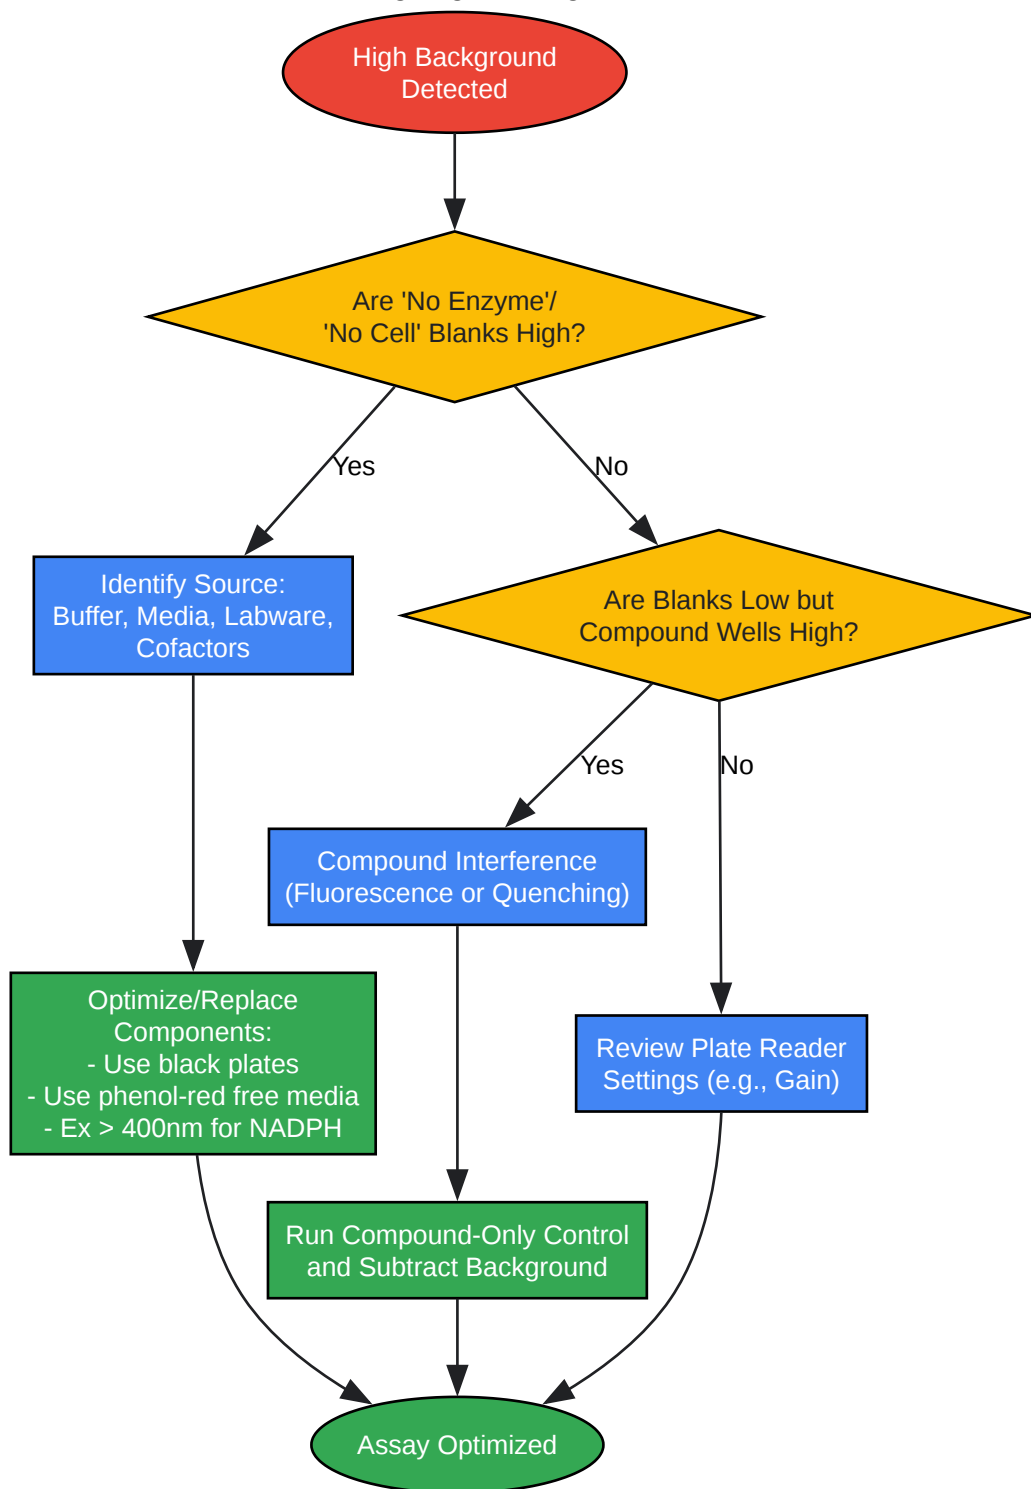 High Background
Detected
Are 'No Enzyme'/
'No Cell' Blanks High?
Yes
No
Identify Source:
Buffer, Media, Labware,
Cofactors
Are Blanks Low but
Compound Wells High?
Yes
No
Compound Interference
(Fluorescence or Quenching)
Optimize/Replace
Components:
- Use black plates
- Use phenol-red free media
- Ex > 400nm for NADPH
Review Plate Reader
Settings (e.g., Gain)
Run Compound-Only Control
and Subtract Background
Assay Optimized